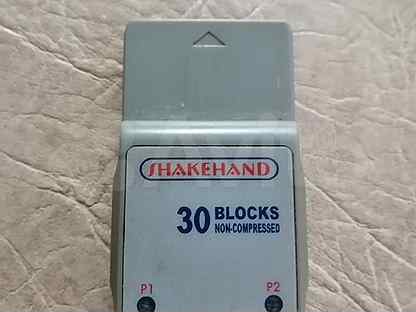 SHAKEHAND
30 BLOCKS
NON-COMPRESSED
P1 P2